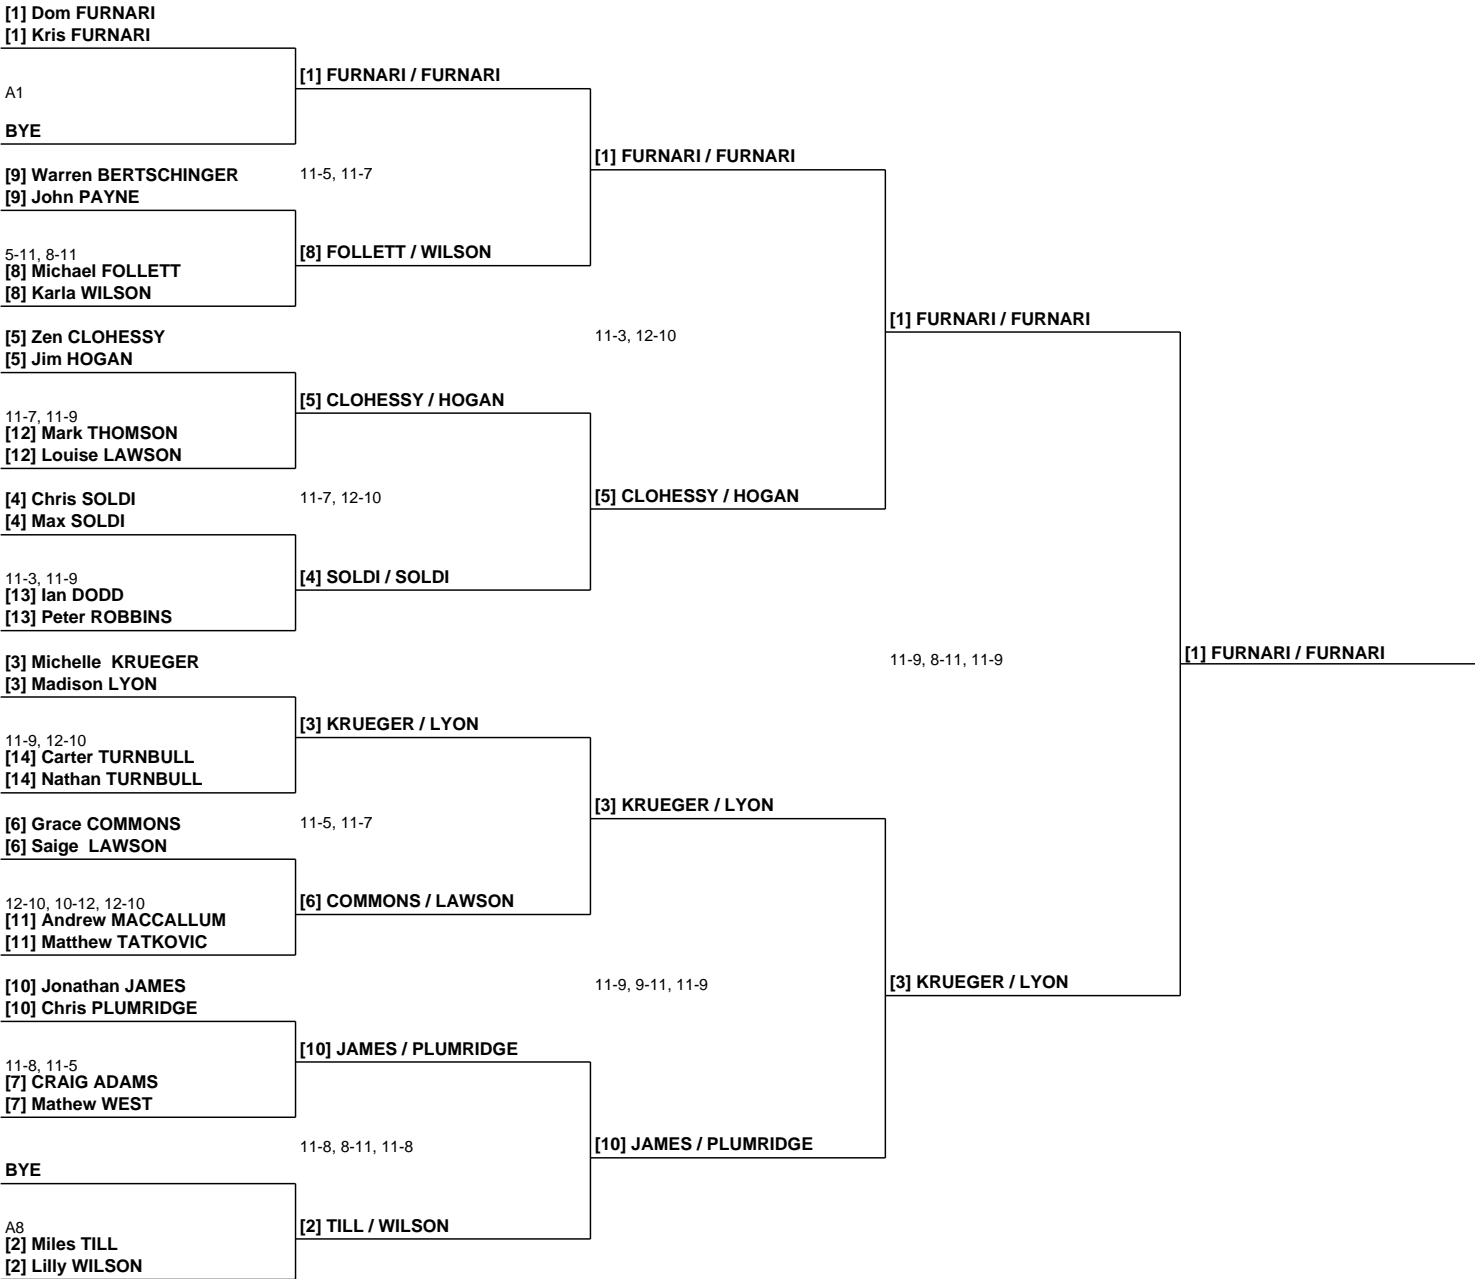 [1] Dom FURNARI
[1] Kris FURNARI
A1
BYE
[9] Warren BERTSCHINGER
[9] John PAYNE
5-11, 8-11
[8] Michael FOLLETT
[8] Karla WILSON
[5] Zen CLOHESSY
[5] Jim HOGAN
11-7, 11-9
[12] Mark THOMSON
[12] Louise LAWSON
[4] Chris SOLDI
[4] Max SOLDI
11-3, 11-9
[13] Ian DODD
[13] Peter ROBBINS
[3] Michelle  KRUEGER
[3] Madison LYON
11-9, 12-10
[14] Carter TURNBULL
[14] Nathan TURNBULL
[6] Grace COMMONS
[6] Saige  LAWSON
12-10, 10-12, 12-10
[11] Andrew MACCALLUM
[11] Matthew TATKOVIC
[10] Jonathan JAMES
[10] Chris PLUMRIDGE
11-8, 11-5
[7] CRAIG ADAMS
[7] Mathew WEST
BYE
A8
[2] Miles TILL
[2] Lilly WILSON
[1] FURNARI / FURNARI
11-5, 11-7
[8] FOLLETT / WILSON
[5] CLOHESSY / HOGAN
11-7, 12-10
[4] SOLDI / SOLDI
[3] KRUEGER / LYON
11-5, 11-7
[6] COMMONS / LAWSON
[10] JAMES / PLUMRIDGE
11-8, 8-11, 11-8
[2] TILL / WILSON
[1] FURNARI / FURNARI
11-3, 12-10
[5] CLOHESSY / HOGAN
[3] KRUEGER / LYON
11-9, 9-11, 11-9
[10] JAMES / PLUMRIDGE
[1] FURNARI / FURNARI
11-9, 8-11, 11-9
[3] KRUEGER / LYON
[1] FURNARI / FURNARI